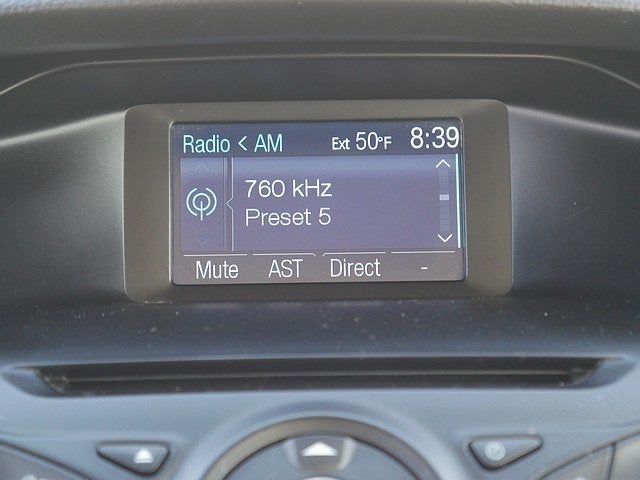 Radio < AM Ext 50°F 8:39
760 kHz
Preset 5
Mute AST Direct -